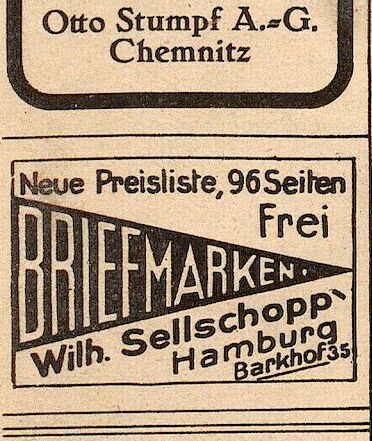 Otto Stumpf A.=G.
Chemnitz
Neue Preisliste, 96 Seiten
Frei
BRIEFMARKEN.
Wilh. Sellschopp
Hamburg
Barkhof 35